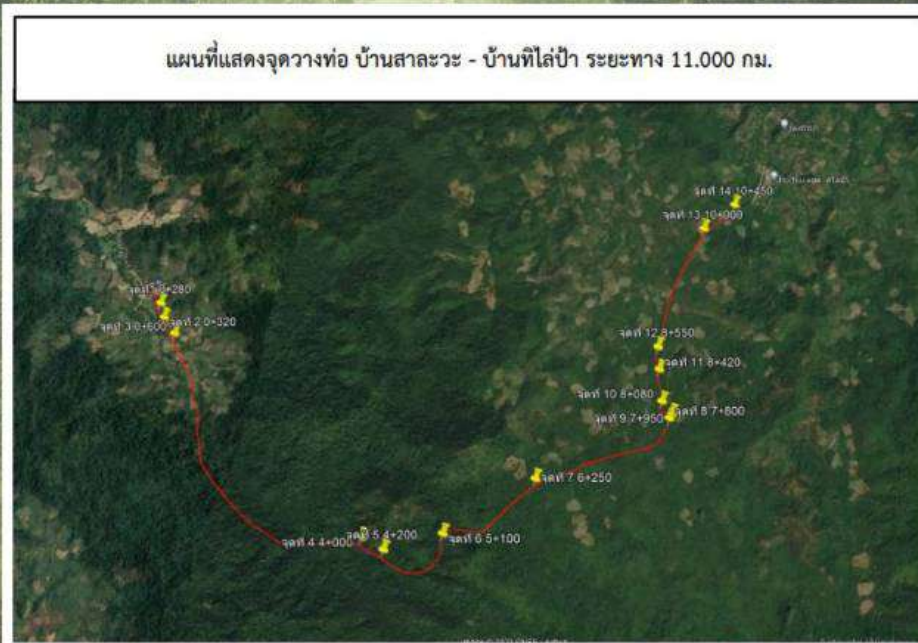 แผนที่แสดงจุดวางท่อ บ้านสาละวะ - บ้านทิไล่ป้า ระยะทาง 11.000 กม.
จุดที่ 14 10+450
จุดที่ 13 10+000
จุดที่ 2 0+320
จุดที่ 3 0+600
จุดที่ 12 8+550
จุดที่ 11 8+420
จุดที่ 10 8+080
จุดที่ 8 7+800
จุดที่ 9 7+950
จุดที่ 7 6+250
จุดที่ 5 4+200
จุดที่ 6 5+100
จุดที่ 4 4+000